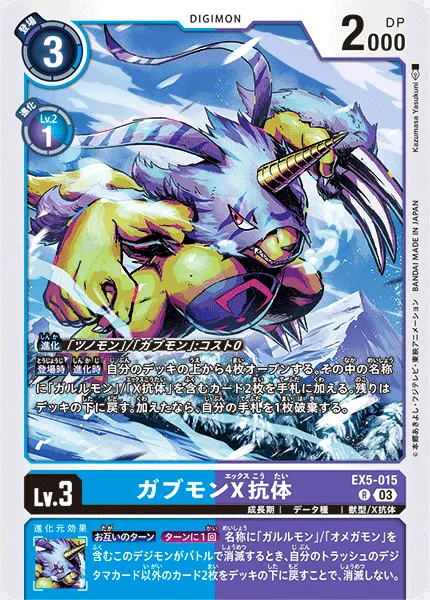 DIGIMON
登場
3
2000
DP
進化
Lv.2
1
Kazumasa Yasukuni
BANDAI MADE IN JAPAN
©本郷あきよし・フジテレビ・東映アニメーション
進化 「ツノモン」/「ガブモン」:コスト0
登場時 進化時 自分のデッキの上から4枚オープンする。その中の名
称に「ガルルモン」/「X抗体」を含むカード2枚を手札に加える。残りは
デッキの下に戻す。加えたなら、自分の手札を1枚破棄する。
Lv.3
ガブモンX抗体
エックス こう たい
EX5-015
R 03
成長期 データ種 獣型/X抗体
進化元効果
お互いのターン ターンに1回 名称に「ガルルモン」/「オメガモン」を
含むこのデジモンがバトルで消滅するとき、自分のトラッシュのデジ
タマカード以外のカード2枚をデッキの下に戻すことで、消滅しない。